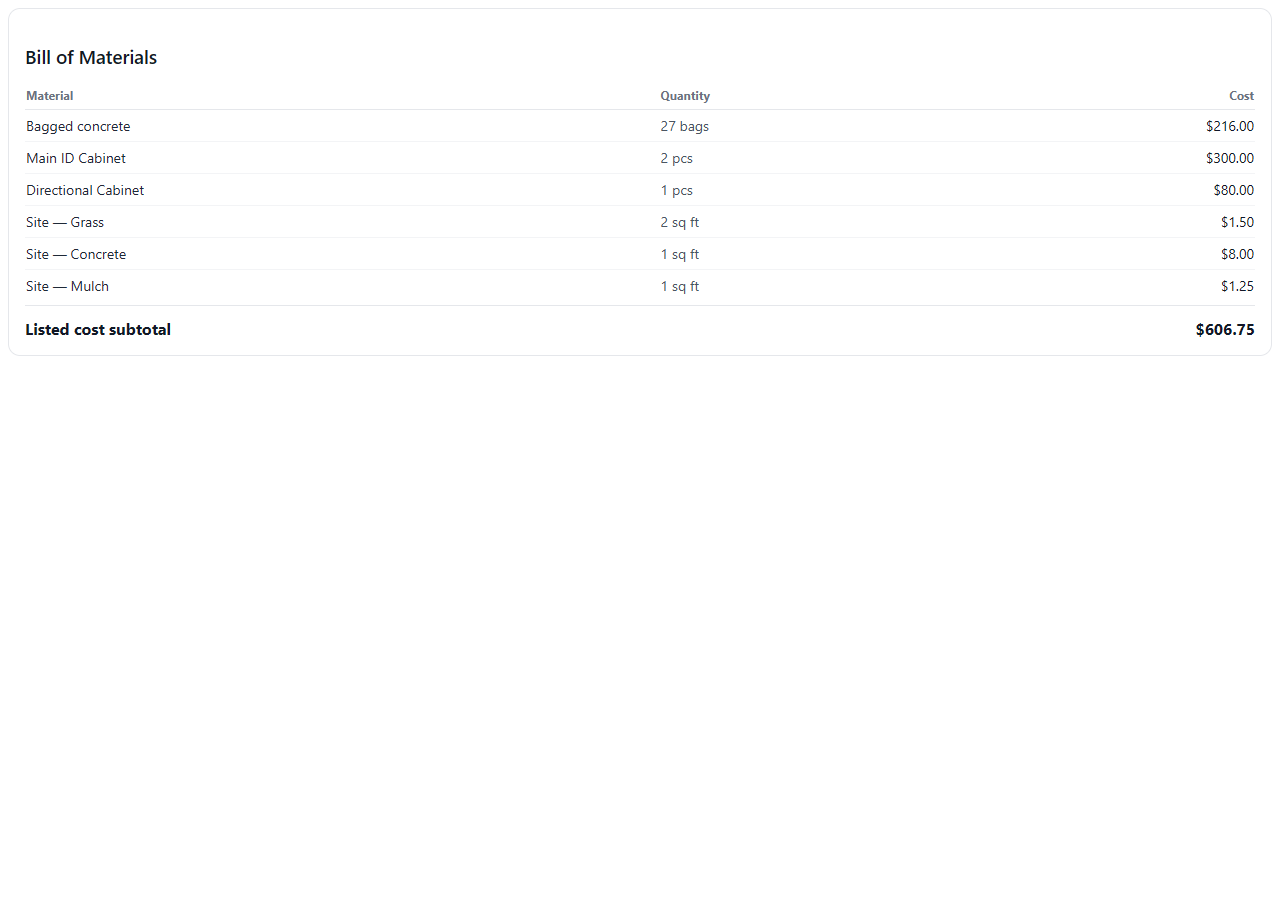 Bill of Materials
Material Quantity Cost
Bagged concrete 27 bags $216.00
Main ID Cabinet 2 pcs $300.00
Directional Cabinet 1 pcs $80.00
Site — Grass 2 sq ft $1.50
Site — Concrete 1 sq ft $8.00
Site — Mulch 1 sq ft $1.25
Listed cost subtotal $606.75